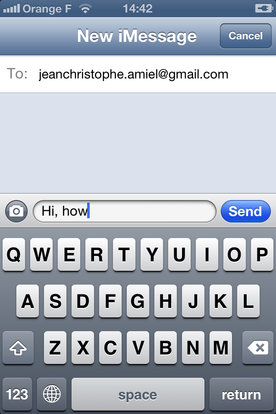 Orange F 14:42
New iMessage Cancel
To: jeanchristophe.amiel@gmail.com
Hi, how Send
Q W E R T Y U I O P
A S D F G H J K L
Z X C V B N M
123 space return